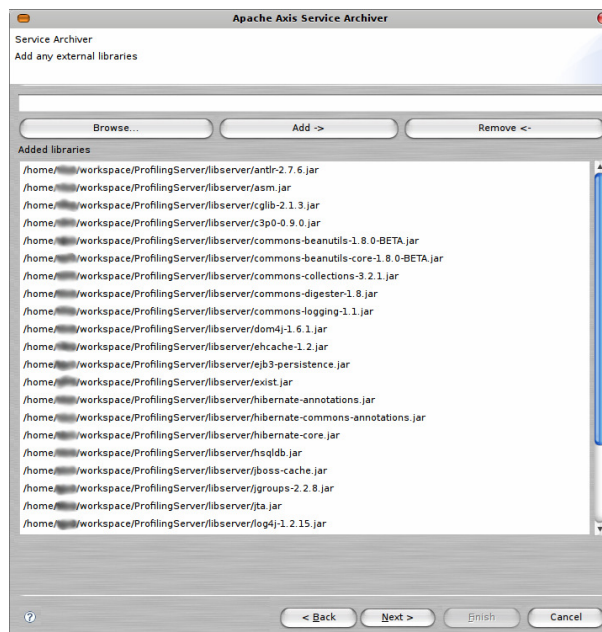 Apache Axis Service Archiver
Service Archiver
Add any external libraries
Browse... Add -> Remove <-
Added libraries
/home/ /workspace/ProfilingServer/libserver/antlr-2.7.6.jar
/home/ /workspace/ProfilingServer/libserver/asm.jar
/home/ /workspace/ProfilingServer/libserver/cglib-2.1.3.jar
/home/ /workspace/ProfilingServer/libserver/c3p0-0.9.0.jar
/home/ /workspace/ProfilingServer/libserver/commons-beanutils-1.8.0-BETA.jar
/home/ /workspace/ProfilingServer/libserver/commons-beanutils-core-1.8.0-BETA.jar
/home/ /workspace/ProfilingServer/libserver/commons-collections-3.2.1.jar
/home/ /workspace/ProfilingServer/libserver/commons-digester-1.8.jar
/home/ /workspace/ProfilingServer/libserver/commons-logging-1.1.jar
/home/ /workspace/ProfilingServer/libserver/dom4j-1.6.1.jar
/home/ /workspace/ProfilingServer/libserver/ehcache-1.2.jar
/home/ /workspace/ProfilingServer/libserver/ejb3-persistence.jar
/home/ /workspace/ProfilingServer/libserver/exist.jar
/home/ /workspace/ProfilingServer/libserver/hibernate-annotations.jar
/home/ /workspace/ProfilingServer/libserver/hibernate-commons-annotations.jar
/home/ /workspace/ProfilingServer/libserver/hibernate-core.jar
/home/ /workspace/ProfilingServer/libserver/hsqldb.jar
/home/ /workspace/ProfilingServer/libserver/jboss-cache.jar
/home/ /workspace/ProfilingServer/libserver/jgroups-2.2.8.jar
/home/ /workspace/ProfilingServer/libserver/jta.jar
/home/ /workspace/ProfilingServer/libserver/log4j-1.2.15.jar
? < Back Next > Finish Cancel